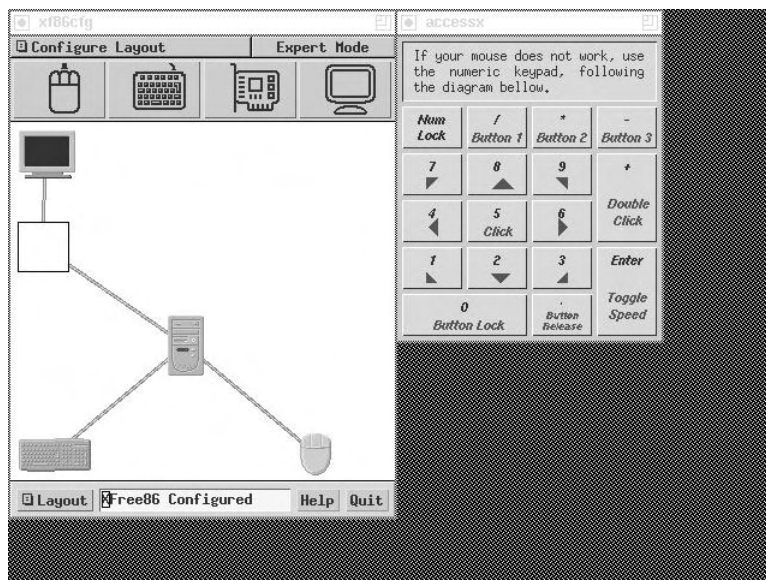 xf86cfg
Configure Layout
Expert Mode
Layout
XFree86 Configured
Help
Quit
accessx
If your mouse does not work, use
the numeric keypad, following
the diagram bellow.
Num
Lock
/
Button 1
*
Button 2
-
Button 3
7
8
9
+
Double
Click
4
5
Click
6
1
2
3
Enter
Toggle
Speed
0
Button Lock
.
Button
Release